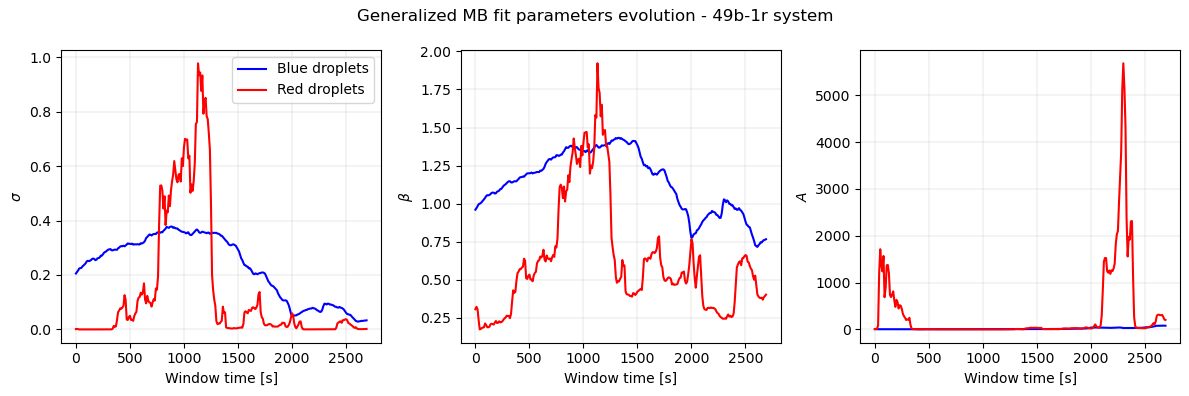 Generalized MB fit parameters evolution - 49b-1r system
σ
1.0
0.8
0.6
0.4
0.2
0.0
0 500 1000 1500 2000 2500
Window time [s]
Blue droplets
Red droplets
β
2.00
1.75
1.50
1.25
1.00
0.75
0.50
0.25
0 500 1000 1500 2000 2500
Window time [s]
A
5000
4000
3000
2000
1000
0
0 500 1000 1500 2000 2500
Window time [s]